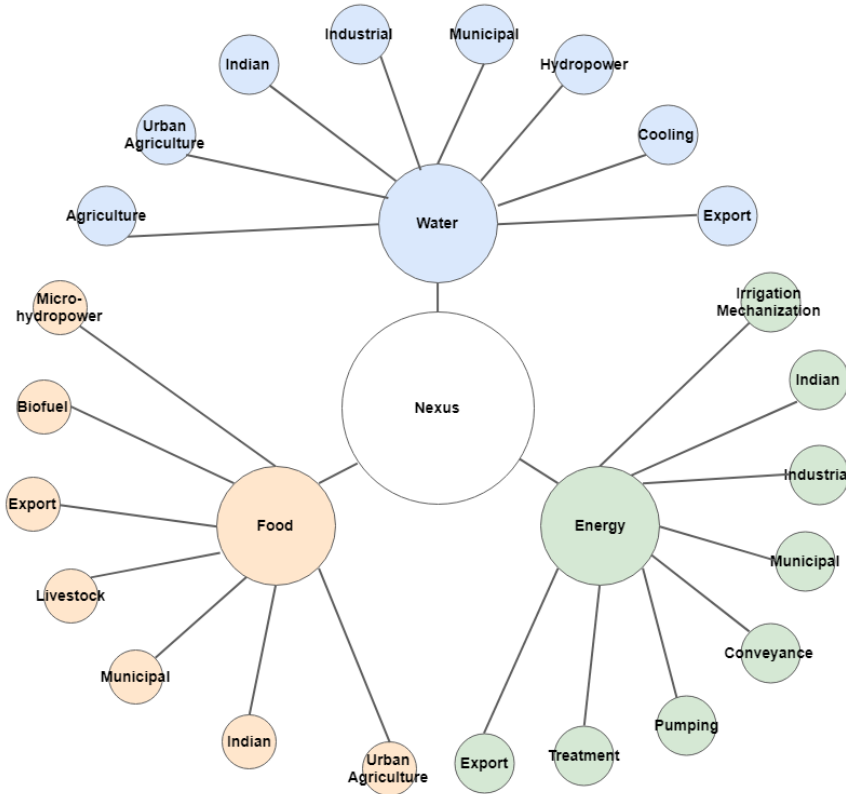 Industrial
Municipal
Indian
Hydropower
Urban
Agriculture
Cooling
Agriculture
Export
Water
Micro-
hydropower
Irrigation
Mechanization
Biofuel
Indian
Nexus
Export
Industrial
Food
Energy
Livestock
Municipal
Municipal
Conveyance
Indian
Pumping
Urban
Agriculture
Export
Treatment